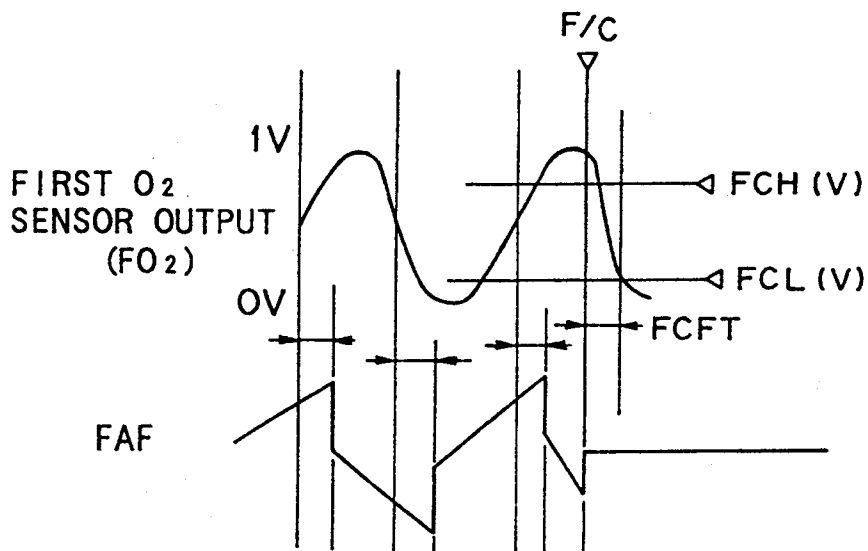 F/C
1V
FCH (V)
FIRST O₂
SENSOR OUTPUT
(FO₂)
FCL (V)
0V
FCFT
FAF